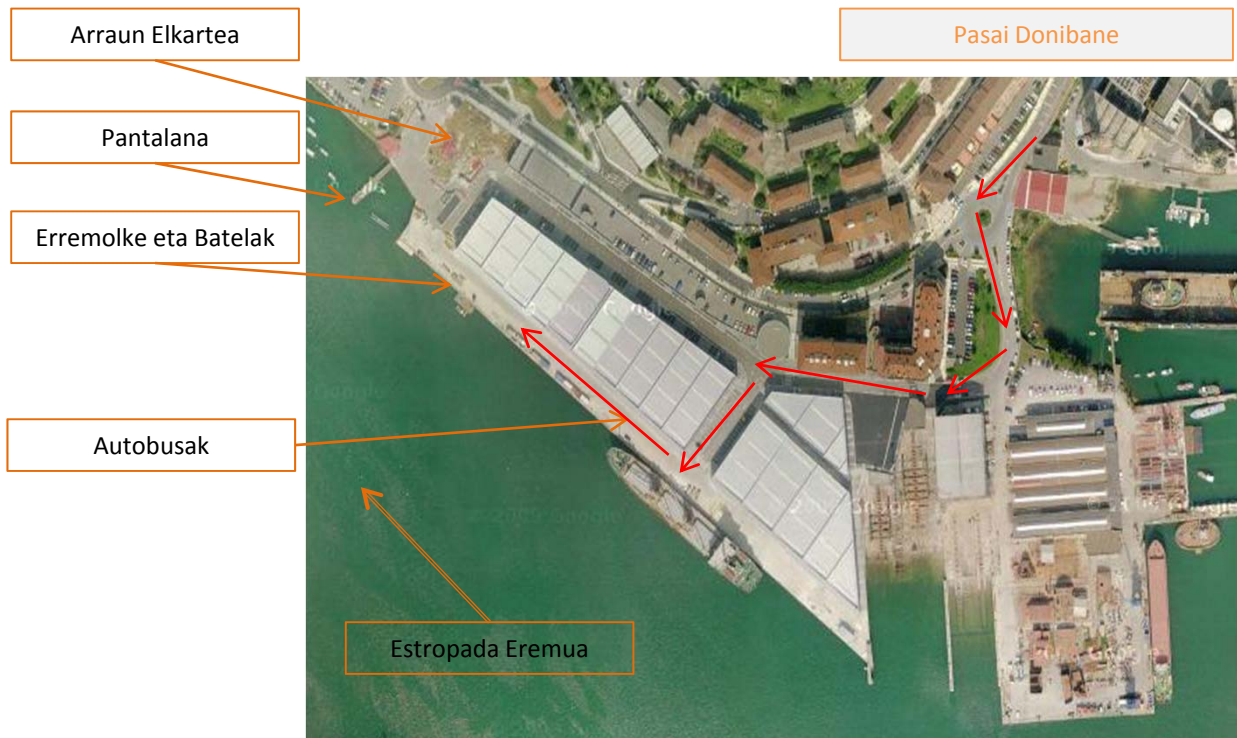 Arraun Elkartea
Pasai Donibane
Pantalana
Erremolke eta Batelak
Autobusak
Estropada Eremua